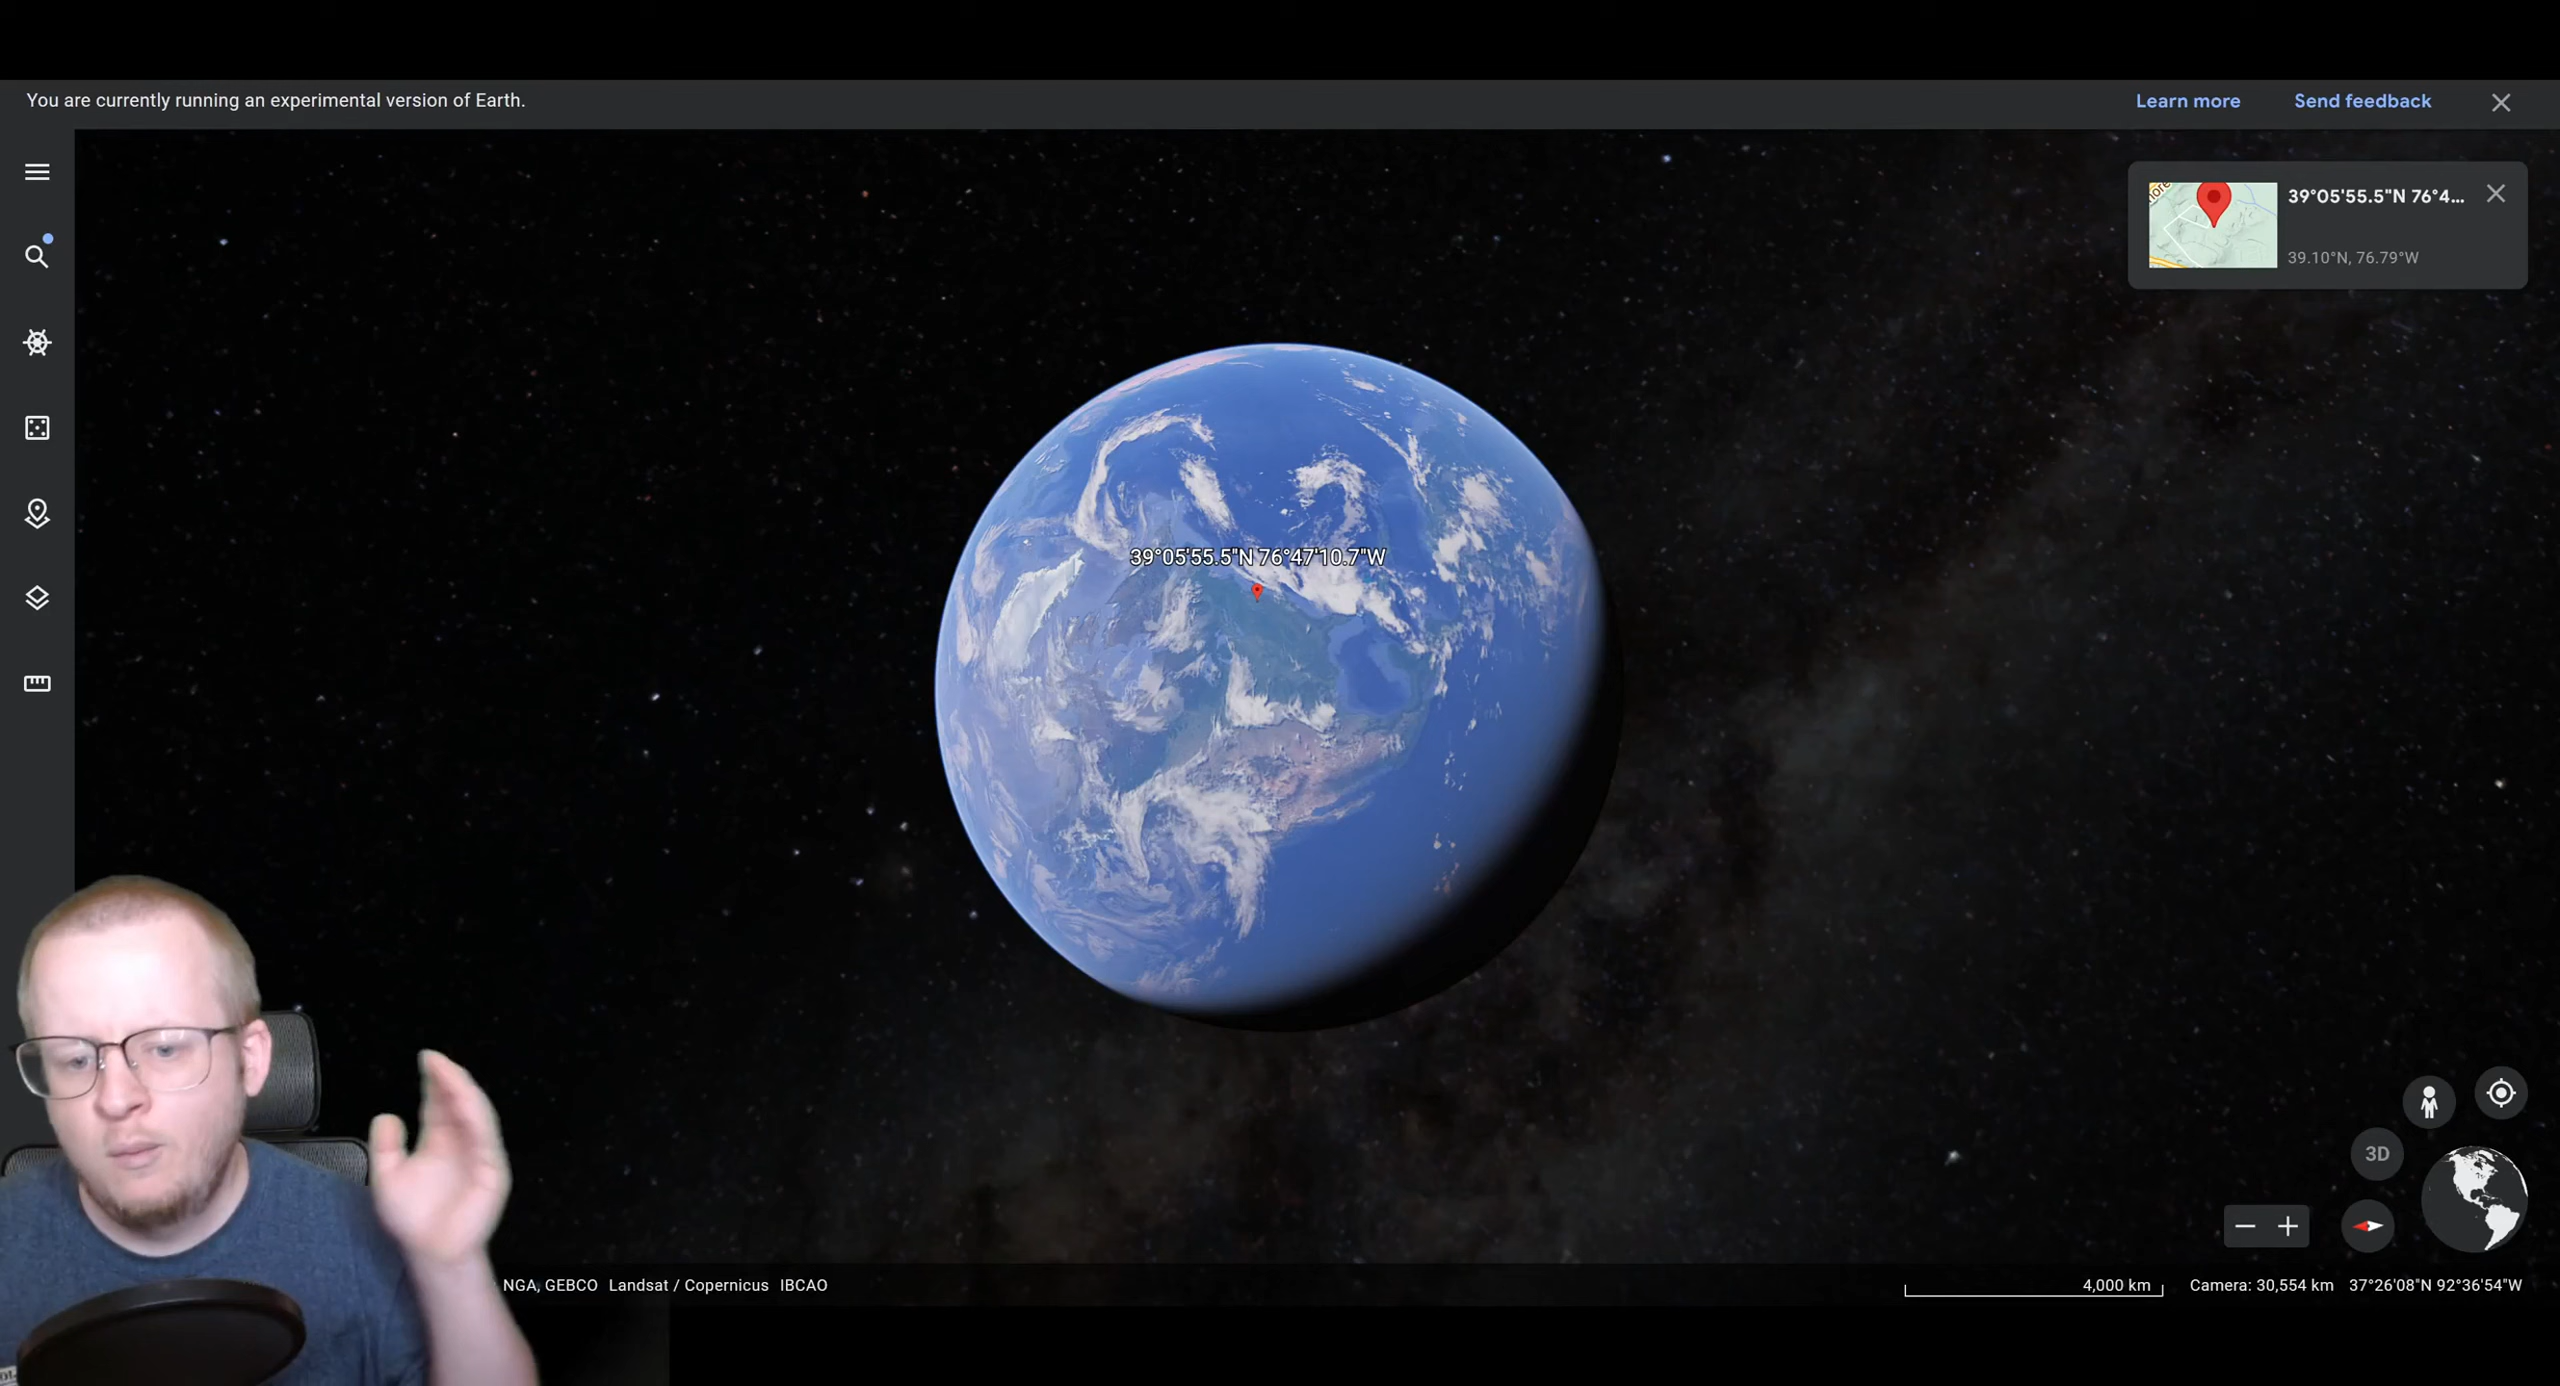 You are currently running an experimental version of Earth.
Learn more
Send feedback
39°05'55.5"N 76°4...
39.10°N, 76.79°W
39°05'55.5"N 76°47'10.7"W
3D
NGA, GEBCO Landsat / Copernicus IBCAO
4,000 km
Camera: 30,554 km 37°26'08"N 92°36'54"W